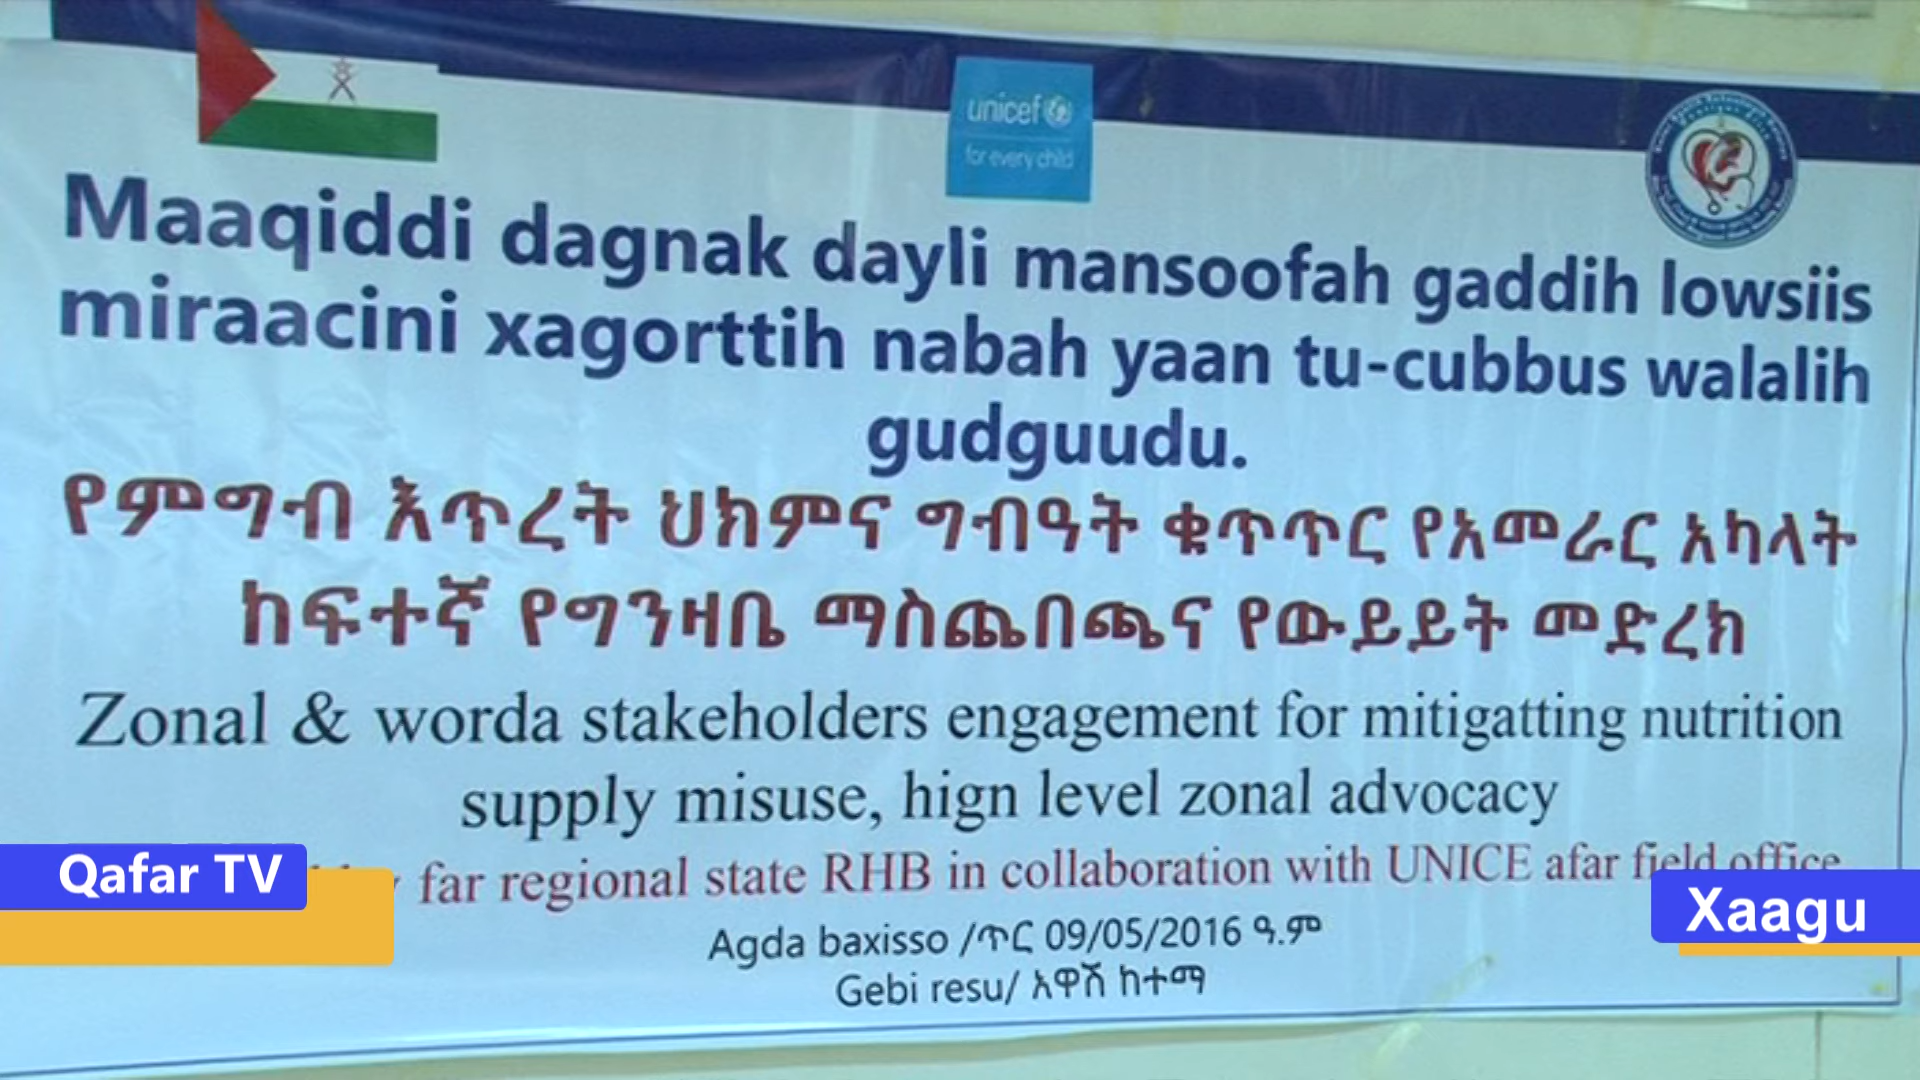 unicef
for every child
Maaqiddi dagnak dayli mansoofah gaddih lowsiis
miraacini xagorttih nabah yaan tu-cubbus walalih
gudguudu.
የምግብ እጥረት ህክምና ግብዓት ቁጥጥር የአመራር አካላት
ከፍተኛ የግንዛቤ ማስጨበጫና የውይይት መድረክ
Zonal & worda stakeholders engagement for mitigatting nutrition
supply misuse, hign level zonal advocacy
far regional state RHB in collaboration with UNICE afar field office
Agda baxisso /ጥር 09/05/2016 ዓ.ም
Gebi resu/ አዋሽ ከተማ
Qafar TV
Xaagu